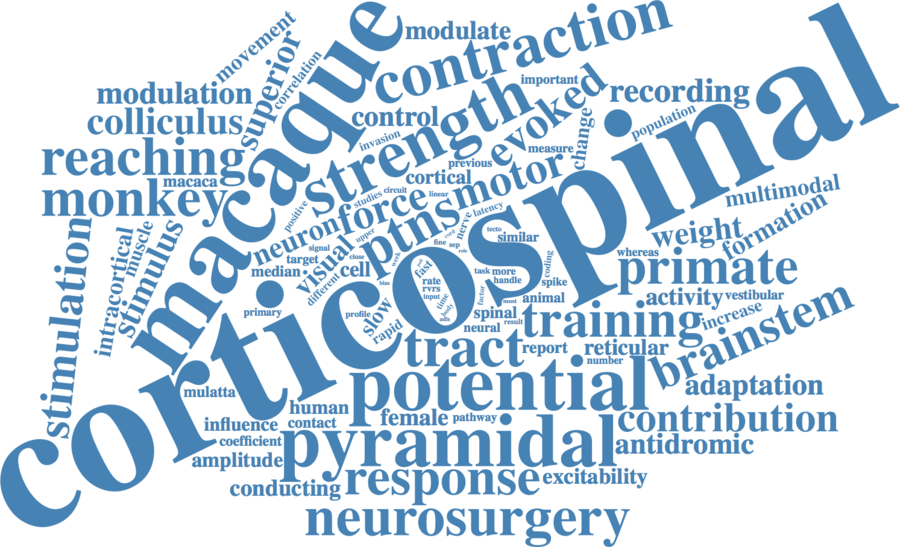 movement
modulate
correlation
superior
contraction
modulation
macaque
important
recording
colliculus
control
strength
evoked
population
reaching
invasion
measure
change
corticospinal
macaca
previous
monkey
cortical
motor
multimodal
studies
circuit
linear
positive
neuron
force
ptns
nerve
latency
formation
stimulation
intracortical
muscle
stimulus
signal
upper
visual
tecto
similar
weight
target
close
fine
sep
whereas
primate
median
different
cell
week
fast
task
more
coding
rate
handle
spike
rvrs
input
time
body
factor
most
animal
activity
vestibular
primary
profile
slow
rapid
spinal
neural
result
training
increase
tract
report
reticular
number
brainstem
mulatta
potential
adaptation
human
contact
female
pathway
contribution
influence
coefficient
pyramidal
antidromic
amplitude
response
excitability
conducting
neurosurgery